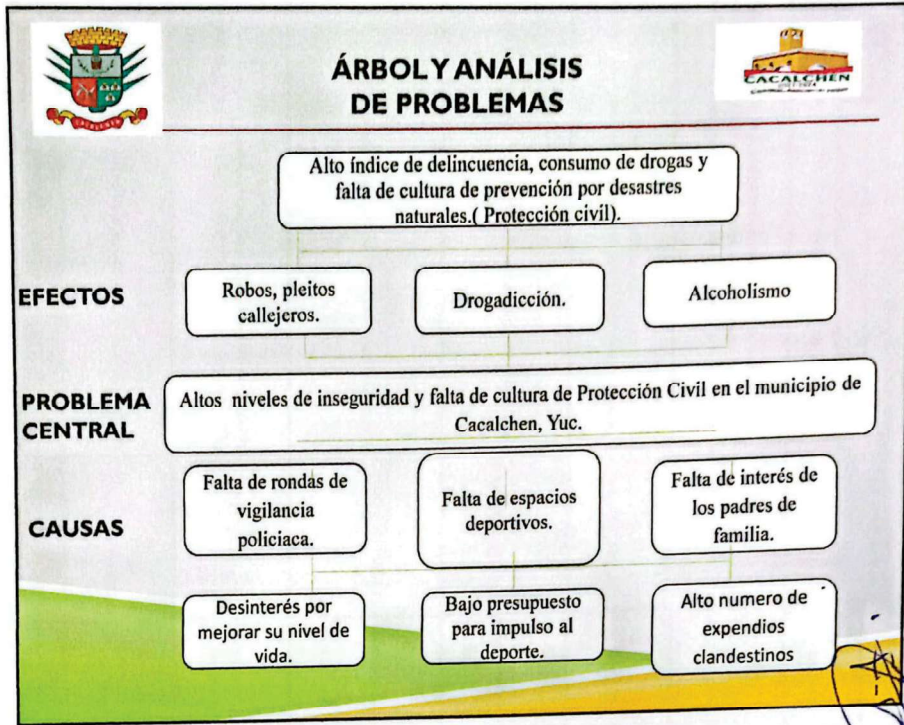 ÁRBOL Y ANÁLISIS
DE PROBLEMAS
CACALCHEN
CACALCHEN
Alto índice de delincuencia, consumo de drogas y
falta de cultura de prevención por desastres
naturales.( Protección civil).
EFECTOS
Robos, pleitos
callejeros.
Drogadicción.
Alcoholismo
PROBLEMA
CENTRAL
Altos niveles de inseguridad y falta de cultura de Protección Civil en el municipio de
Cacalchen, Yuc.
CAUSAS
Falta de rondas de
vigilancia
policiaca.
Falta de espacios
deportivos.
Falta de interés de
los padres de
familia.
Desinterés por
mejorar su nivel de
vida.
Bajo presupuesto
para impulso al
deporte.
Alto numero de
expendios
clandestinos